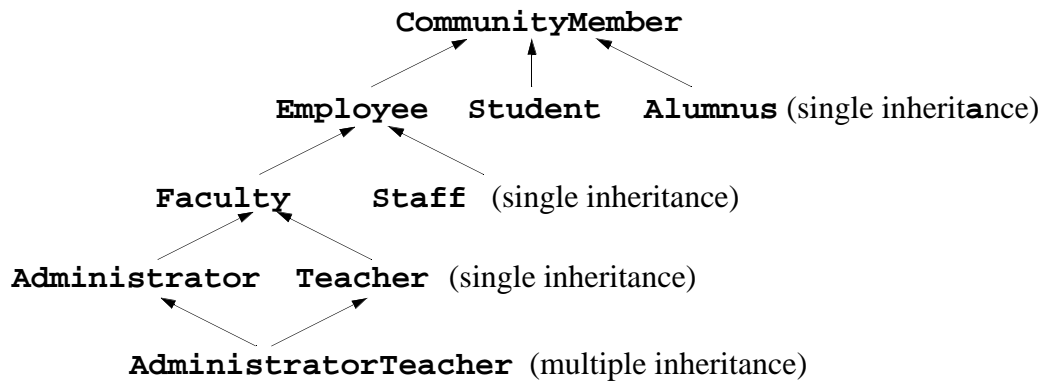 CommunityMember
Employee Student Alumnus (single inheritance)
Faculty Staff (single inheritance)
Administrator Teacher (single inheritance)
AdministratorTeacher (multiple inheritance)